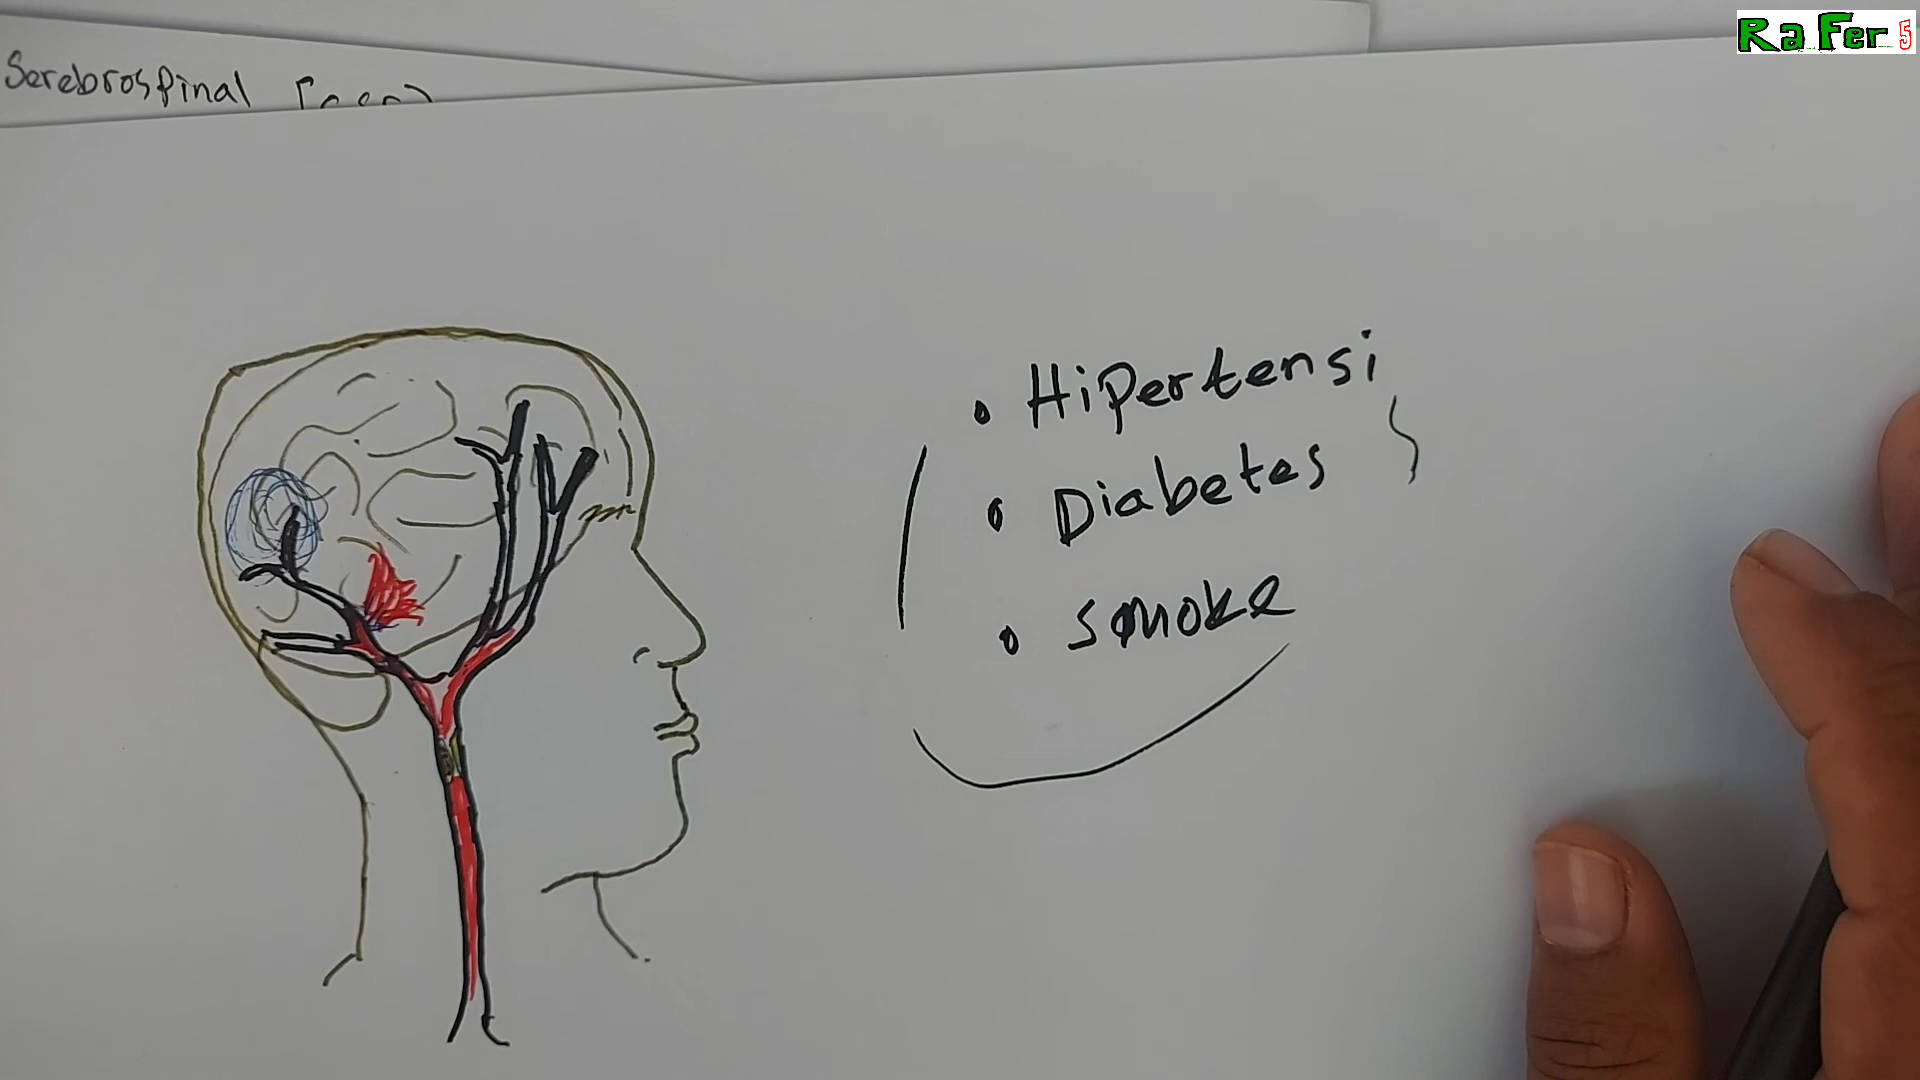 Ra Fer 5
Serebrospinal
• Hipertensi
• Diabetes
• smoke